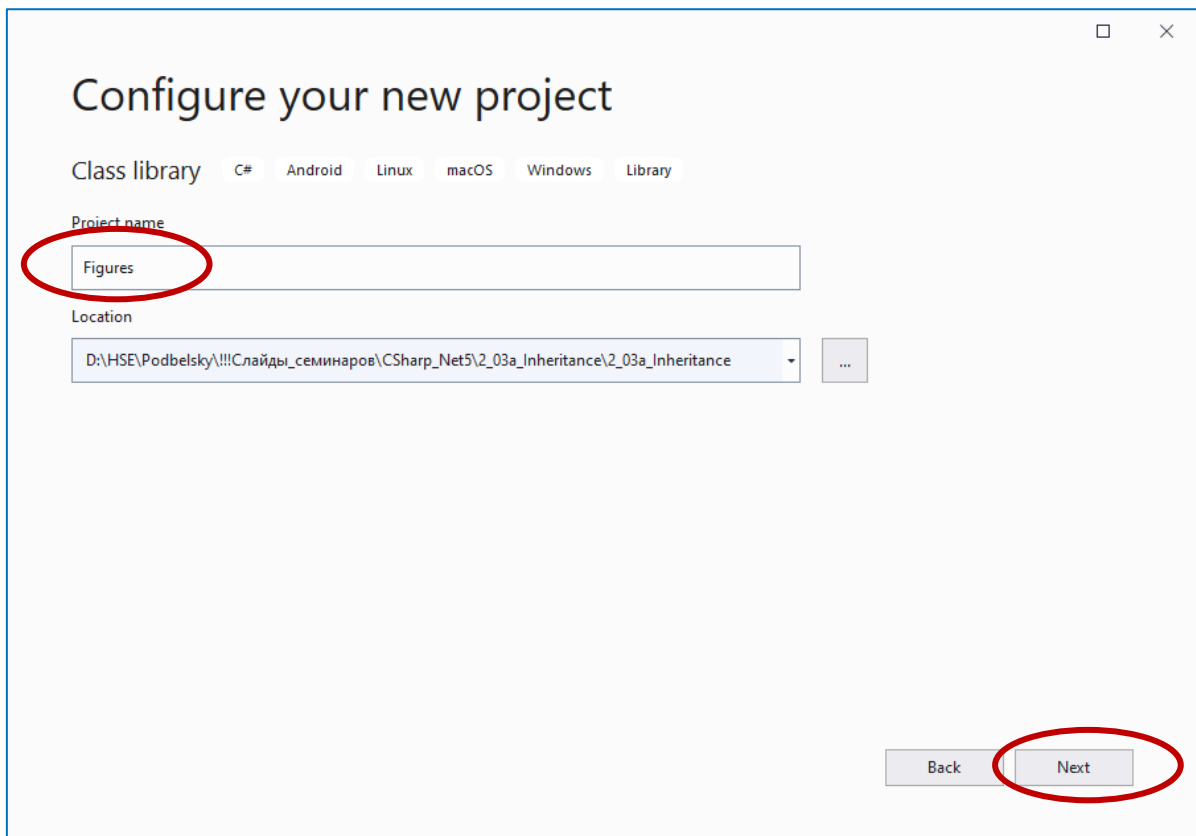 Configure your new project
Class library C# Android Linux macOS Windows Library
Project name
Figures
Location
D:\HSE\Podbelsky\!!!Слайды_семинаров\CSharp_Net5\2_03a_Inheritance\2_03a_Inheritance ...
Back Next